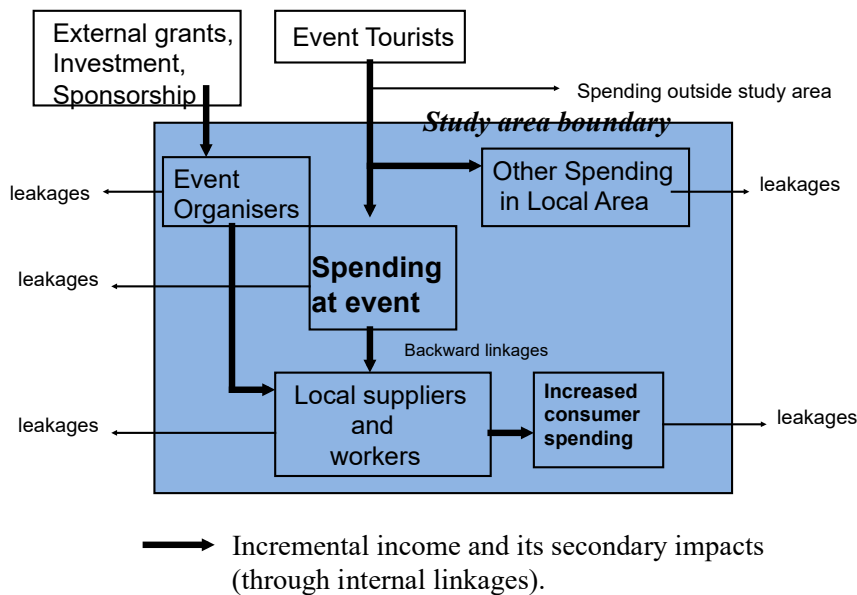 External grants,
Investment,
Sponsorship
Event Tourists
Spending outside study area
Study area boundary
Event
Organisers
Other Spending
in Local Area
leakages
leakages
Spending
at event
leakages
Backward linkages
Local suppliers
and
workers
Increased
consumer
spending
leakages
leakages
Incremental income and its secondary impacts
(through internal linkages).